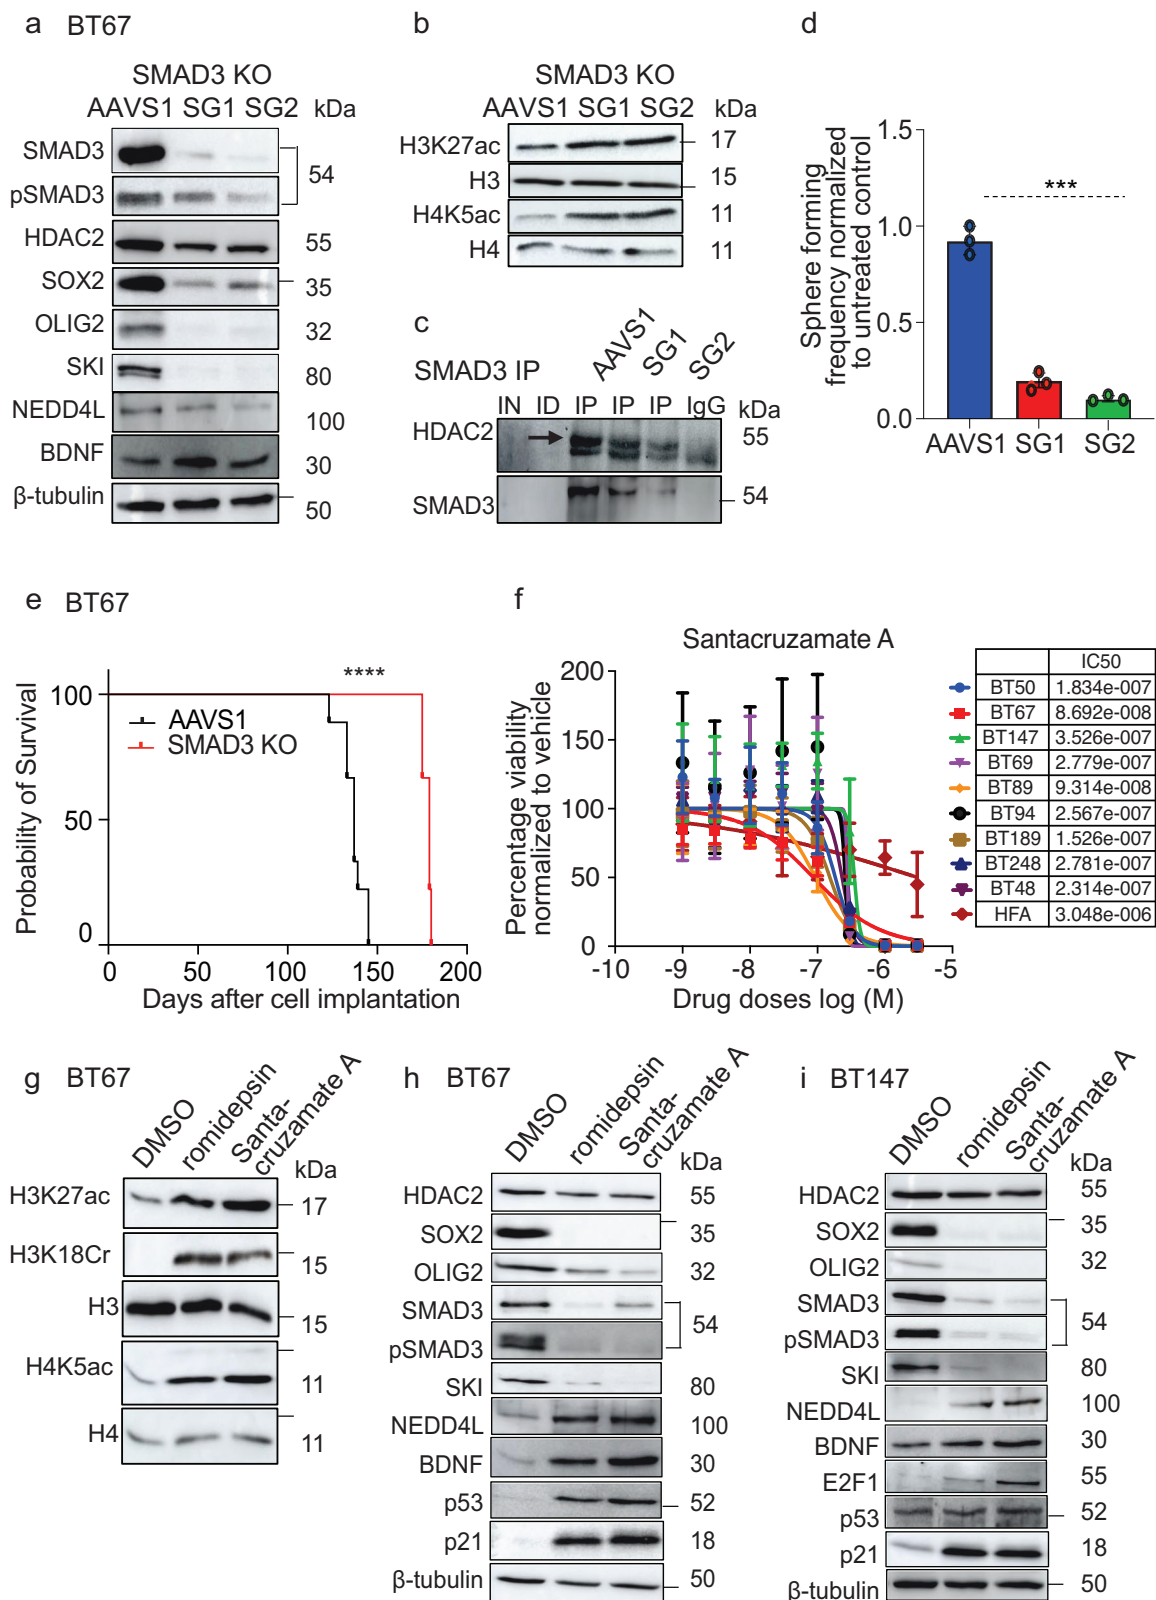 a BT67
SMAD3 KO
AAVS1 SG1 SG2 kDa
SMAD3
pSMAD3
54
HDAC2 55
SOX2 35
OLIG2 32
SKI 80
NEDD4L 100
BDNF 30
β-tubulin 50
b
SMAD3 KO
AAVS1 SG1 SG2 kDa
H3K27ac 17
H3 15
H4K5ac 11
H4 11
c
SMAD3 IP
AAVS1
SG1
SG2
IN ID IP IP IP IgG kDa
HDAC2 55
SMAD3 54
d
Sphere forming
frequency normalized
to untreated control
1.5
1.0
0.5
0.0
***
AAVS1 SG1 SG2
e BT67
Probability of Survival
100
50
0
****
AAVS1
SMAD3 KO
0 50 100 150 200
Days after cell implantation
f
Santacruzamate A
Percentage viability
normalized to vehicle
200
150
100
50
0
-10 -9 -8 -7 -6 -5
Drug doses log (M)
IC50
BT50 1.834e-007
BT67 8.692e-008
BT147 3.526e-007
BT69 2.779e-007
BT89 9.314e-008
BT94 2.567e-007
BT189 1.526e-007
BT248 2.781e-007
BT48 2.314e-007
HFA 3.048e-006
g BT67
DMSO
romidepsin
Santa-
cruzamate A
kDa
H3K27ac 17
H3K18Cr 15
H3 15
H4K5ac 11
H4 11
h BT67
DMSO
romidepsin
Santa-
cruzamate A
kDa
HDAC2 55
SOX2 35
OLIG2 32
SMAD3
54
pSMAD3
SKI 80
NEDD4L 100
BDNF 30
p53 52
p21 18
β-tubulin 50
i BT147
DMSO
romidepsin
Santa-
cruzamate A
kDa
HDAC2 55
SOX2 35
OLIG2 32
SMAD3
54
pSMAD3
SKI 80
NEDD4L 100
BDNF 30
E2F1 55
p53 52
p21 18
β-tubulin 50